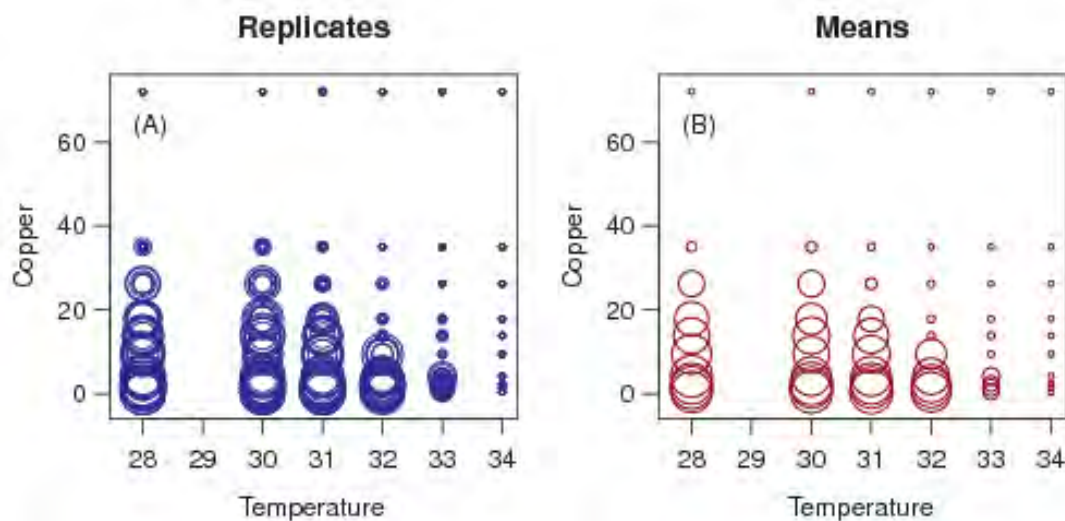 Replicates
Means
(A)
(B)
Copper
60
40
20
0
28 29 30 31 32 33 34
Temperature
Copper
60
40
20
0
28 29 30 31 32 33 34
Temperature